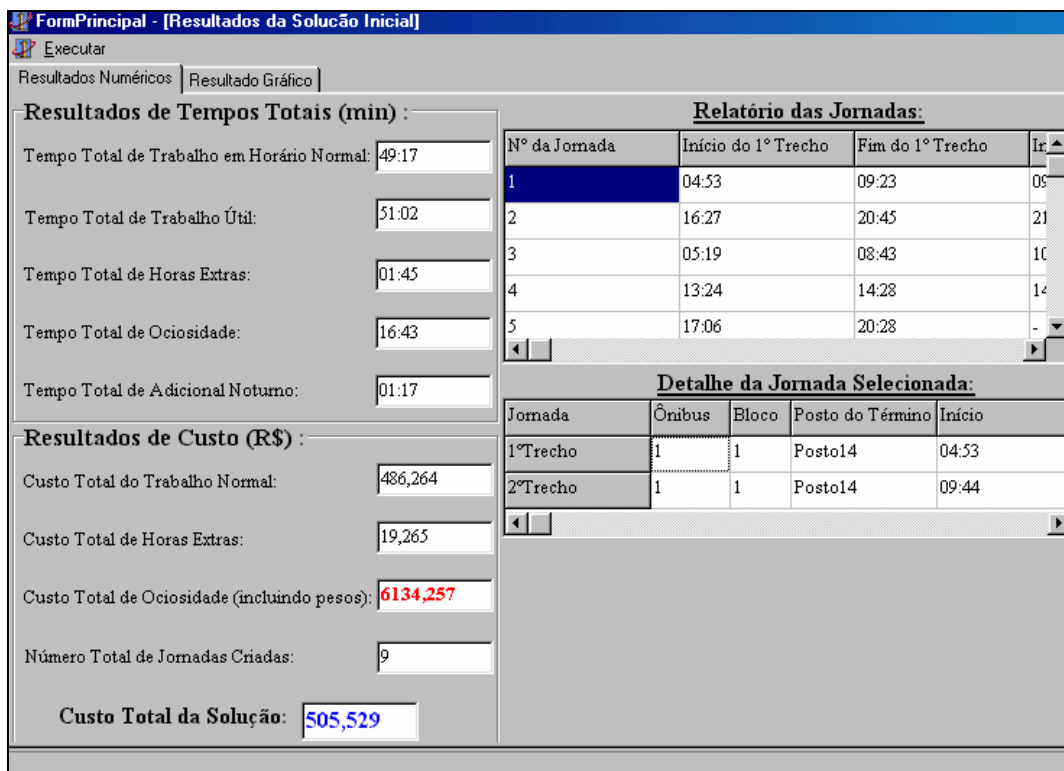 FormPrincipal - [Resultados da Solucão Inicial]
Executar
Resultados Numéricos Resultado Gráfico
Resultados de Tempos Totais (min) :
Tempo Total de Trabalho em Horário Normal: 49:17
Tempo Total de Trabalho Útil: 51:02
Tempo Total de Horas Extras: 01:45
Tempo Total de Ociosidade: 16:43
Tempo Total de Adicional Noturno: 01:17
Resultados de Custo (R$) :
Custo Total do Trabalho Normal: 486,264
Custo Total de Horas Extras: 19,265
Custo Total de Ociosidade (incluindo pesos): 6134,257
Número Total de Jornadas Criadas: 9
Custo Total da Solução: 505,529
Relatório das Jornadas:
Nº da Jornada Início do 1º Trecho Fim do 1º Trecho
1 04:53 09:23 09
2 16:27 20:45 21
3 05:19 08:43 10
4 13:24 14:28 14
5 17:06 20:28 -
Detalhe da Jornada Selecionada:
Jornada Ônibus Bloco Posto do Término Início
1ºTrecho 1 1 Posto14 04:53
2ºTrecho 1 1 Posto14 09:44